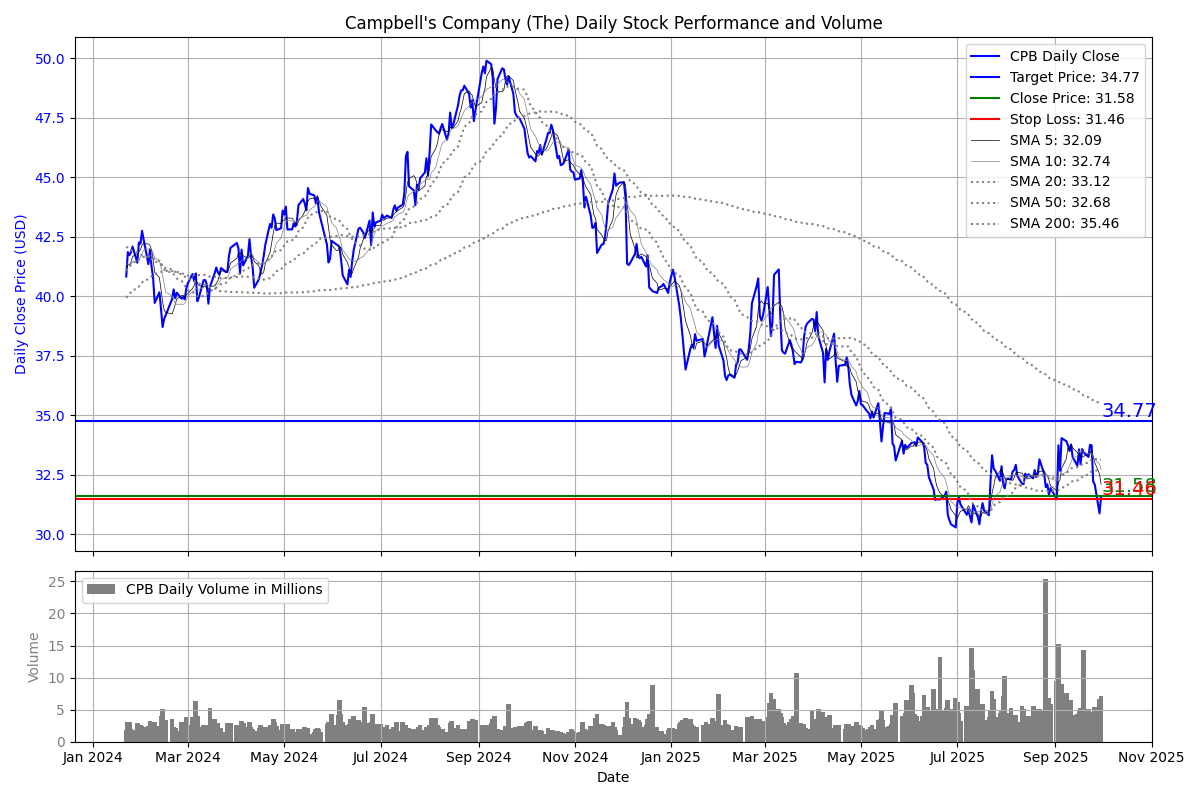 Campbell's Company (The) Daily Stock Performance and Volume
Daily Close Price (USD)
50.0
47.5
45.0
42.5
40.0
37.5
35.0
32.5
30.0
CPB Daily Close
Target Price: 34.77
Close Price: 31.58
Stop Loss: 31.46
SMA 5: 32.09
SMA 10: 32.74
SMA 20: 33.12
SMA 50: 32.68
SMA 200: 35.46
34.77
31.58
31.46
Volume
25
20
15
10
5
0
CPB Daily Volume in Millions
Jan 2024 Mar 2024 May 2024 Jul 2024 Sep 2024 Nov 2024 Jan 2025 Mar 2025 May 2025 Jul 2025 Sep 2025 Nov 2025
Date